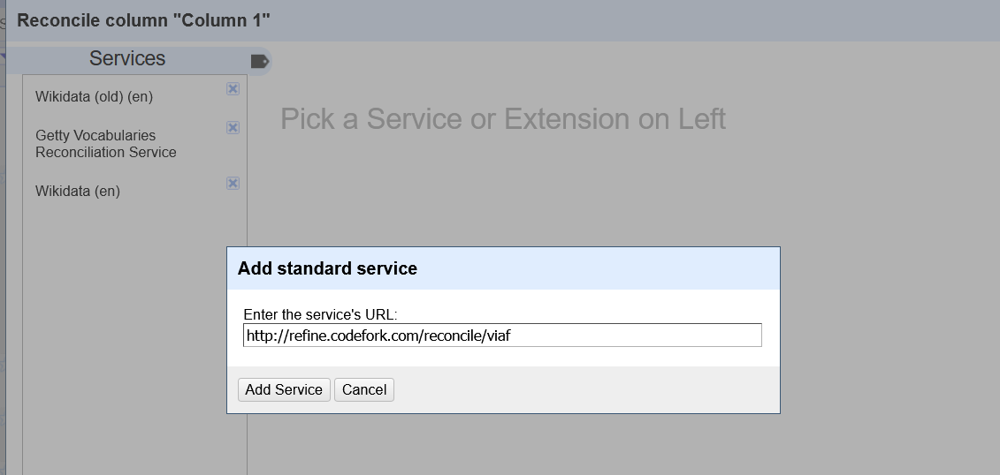 Reconcile column "Column 1"
Services
Wikidata (old) (en)
Getty Vocabularies
Reconciliation Service
Wikidata (en)
Pick a Service or Extension on Left
Add standard service
Enter the service's URL:
http://refine.codefork.com/reconcile/viaf
Add Service Cancel